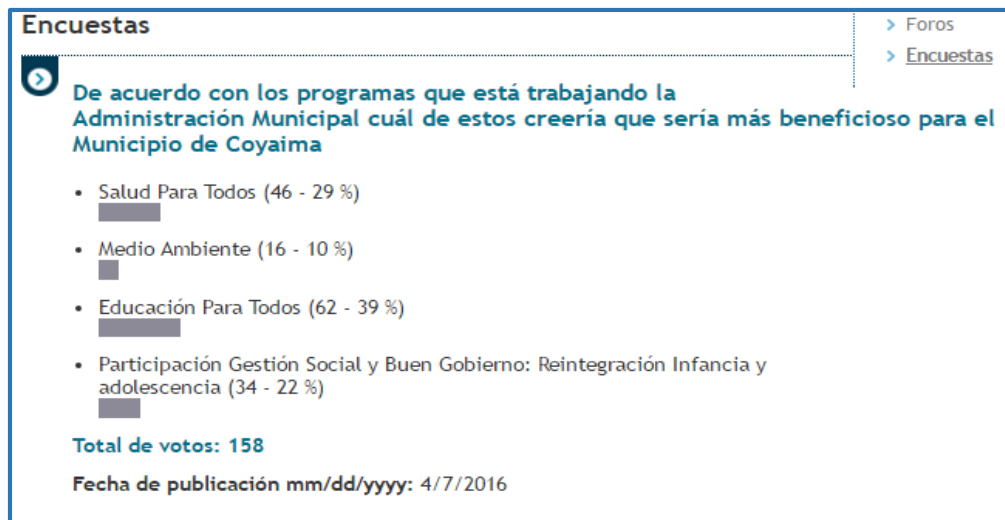 Encuestas
> Foros
> Encuestas
De acuerdo con los programas que está trabajando la
Administración Municipal cuál de estos creería que sería más beneficioso para el
Municipio de Coyaima
• Salud Para Todos (46 - 29 %)
• Medio Ambiente (16 - 10 %)
• Educación Para Todos (62 - 39 %)
• Participación Gestión Social y Buen Gobierno: Reintegración Infancia y
adolescencia (34 - 22 %)
Total de votos: 158
Fecha de publicación mm/dd/yyyy: 4/7/2016